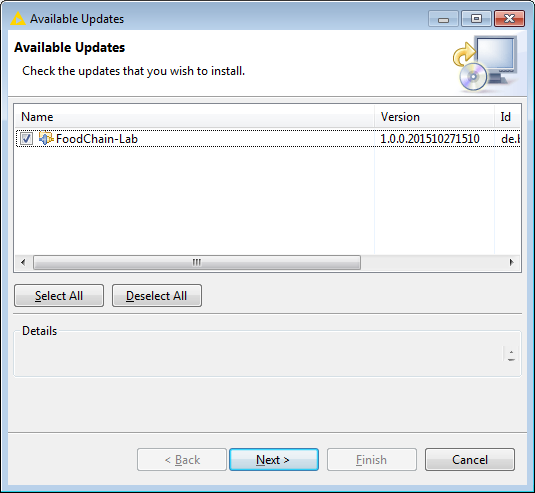 Available Updates
Available Updates
Check the updates that you wish to install.
Name Version Id
FoodChain-Lab 1.0.0.201510271510 de.b
Select All Deselect All
Details
< Back Next > Finish Cancel